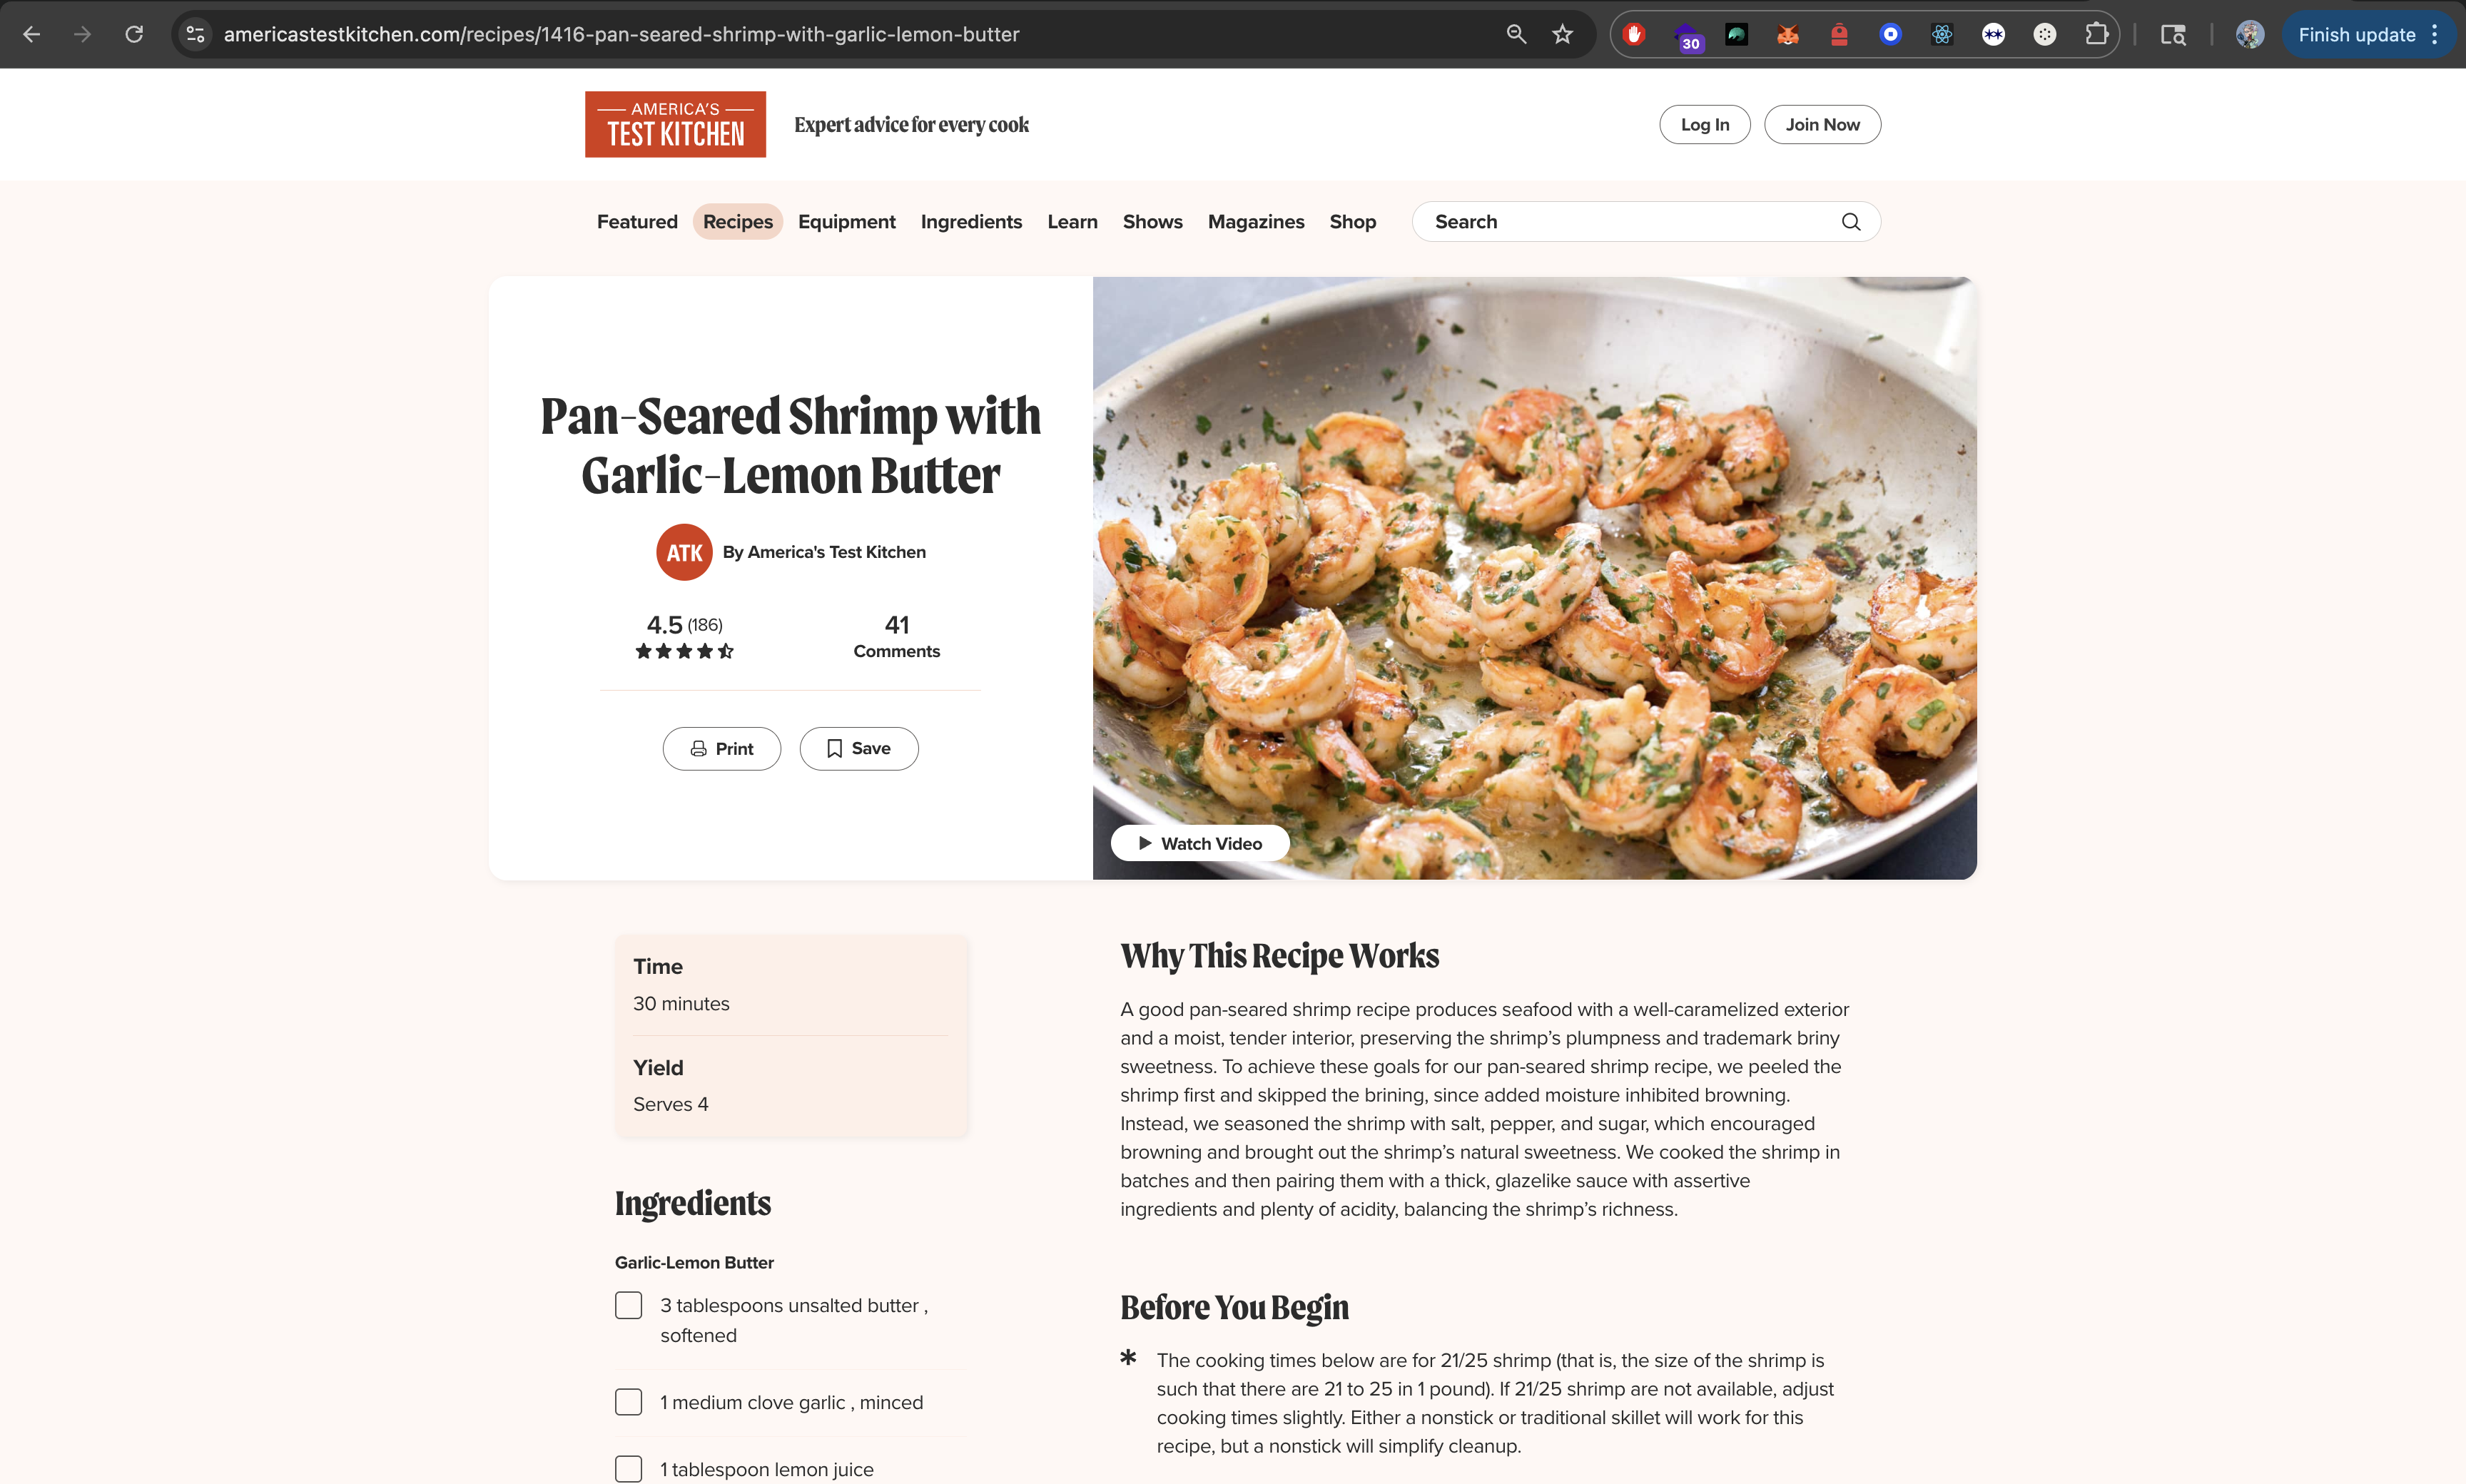 americastestkitchen.com/recipes/1416-pan-seared-shrimp-with-garlic-lemon-butter
30
Finish update
AMERICA'S
TEST KITCHEN
Expert advice for every cook
Log In
Join Now
Featured
Recipes
Equipment
Ingredients
Learn
Shows
Magazines
Shop
Search
Pan-Seared Shrimp with
Garlic-Lemon Butter
ATK
By America's Test Kitchen
4.5 (186)
41
Comments
Print
Save
Watch Video
Time
30 minutes
Yield
Serves 4
Ingredients
Garlic-Lemon Butter
3 tablespoons unsalted butter ,
softened
1 medium clove garlic , minced
1 tablespoon lemon juice
Why This Recipe Works
A good pan-seared shrimp recipe produces seafood with a well-caramelized exterior
and a moist, tender interior, preserving the shrimp’s plumpness and trademark briny
sweetness. To achieve these goals for our pan-seared shrimp recipe, we peeled the
shrimp first and skipped the brining, since added moisture inhibited browning.
Instead, we seasoned the shrimp with salt, pepper, and sugar, which encouraged
browning and brought out the shrimp’s natural sweetness. We cooked the shrimp in
batches and then pairing them with a thick, glazelike sauce with assertive
ingredients and plenty of acidity, balancing the shrimp’s richness.
Before You Begin
* The cooking times below are for 21/25 shrimp (that is, the size of the shrimp is
such that there are 21 to 25 in 1 pound). If 21/25 shrimp are not available, adjust
cooking times slightly. Either a nonstick or traditional skillet will work for this
recipe, but a nonstick will simplify cleanup.